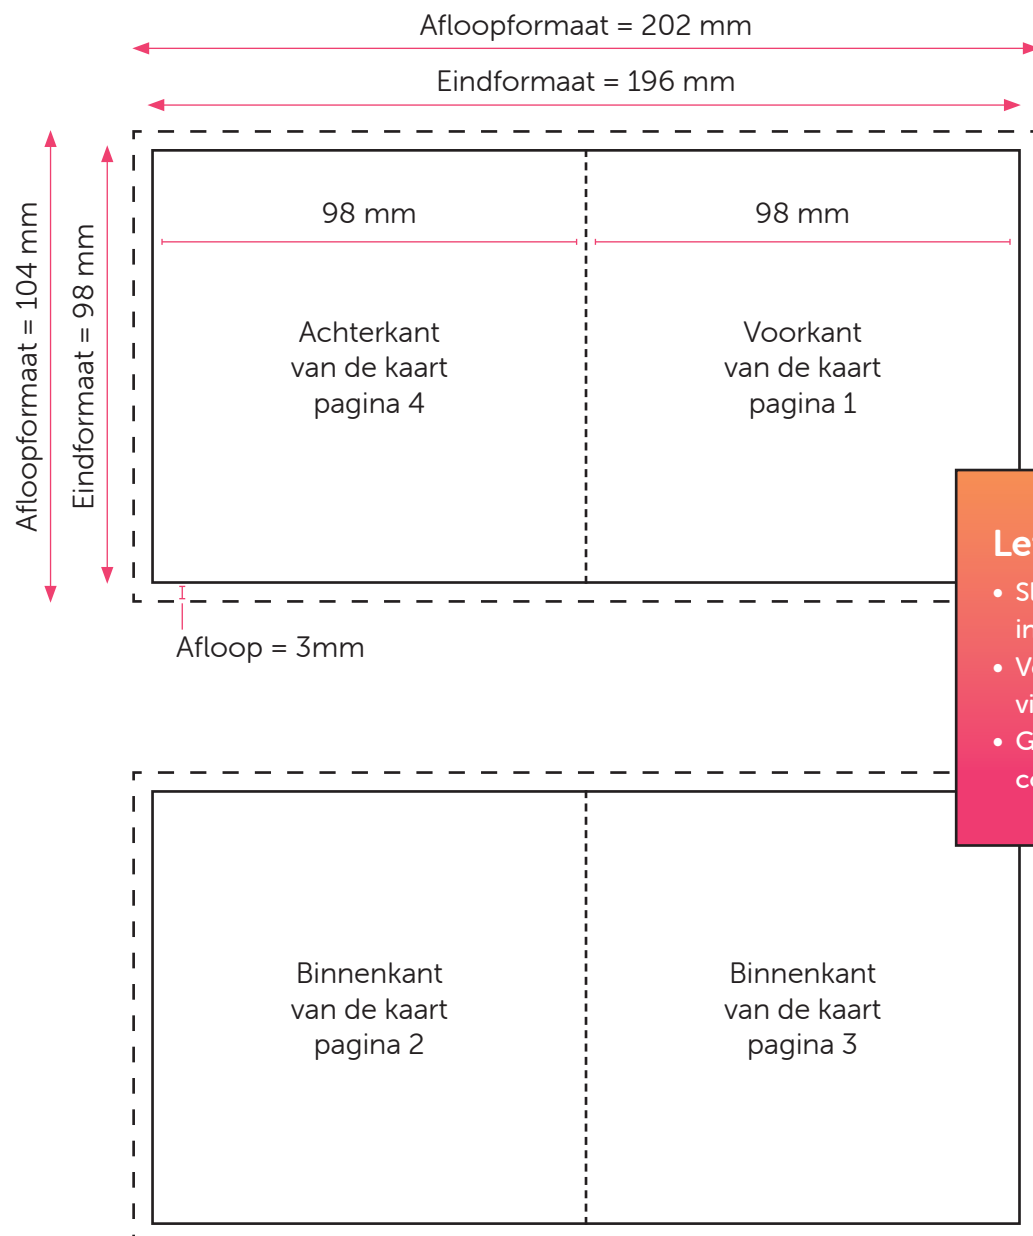 Afloopformaat = 202 mm
Eindformaat = 196 mm
Afloopformaat = 104 mm
Eindformaat = 98 mm
98 mm
98 mm
Achterkant
van de kaart
pagina 4
Voorkant
van de kaart
pagina 1
Afloop = 3mm
Binnenkant
van de kaart
pagina 2
Binnenkant
van de kaart
pagina 3